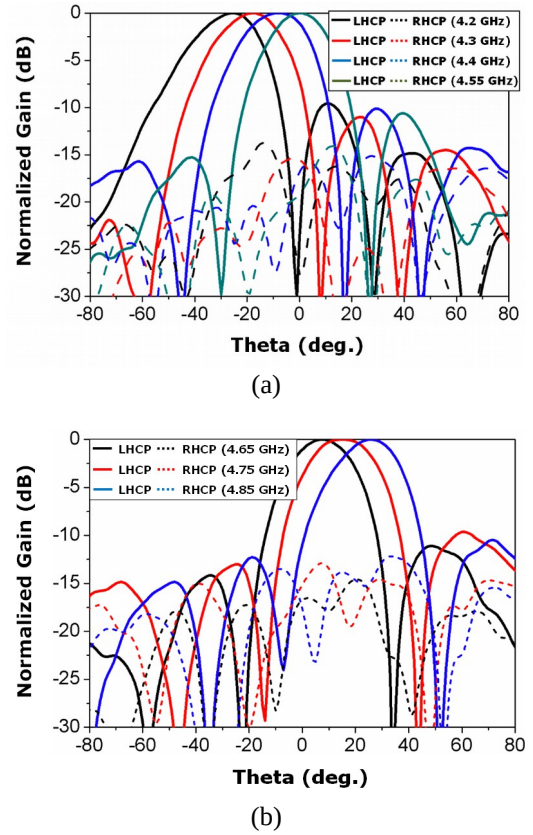 LHCP RHCP (4.2 GHz)
LHCP RHCP (4.3 GHz)
LHCP RHCP (4.4 GHz)
LHCP RHCP (4.55 GHz)
Normalized Gain (dB)
0
-5
-10
-15
-20
-25
-30
-80 -60 -40 -20 0 20 40 60 80
Theta (deg.)
(a)
LHCP RHCP (4.65 GHz)
LHCP RHCP (4.75 GHz)
LHCP RHCP (4.85 GHz)
Normalized Gain (dB)
0
-5
-10
-15
-20
-25
-30
-80 -60 -40 -20 0 20 40 60 80
Theta (deg.)
(b)